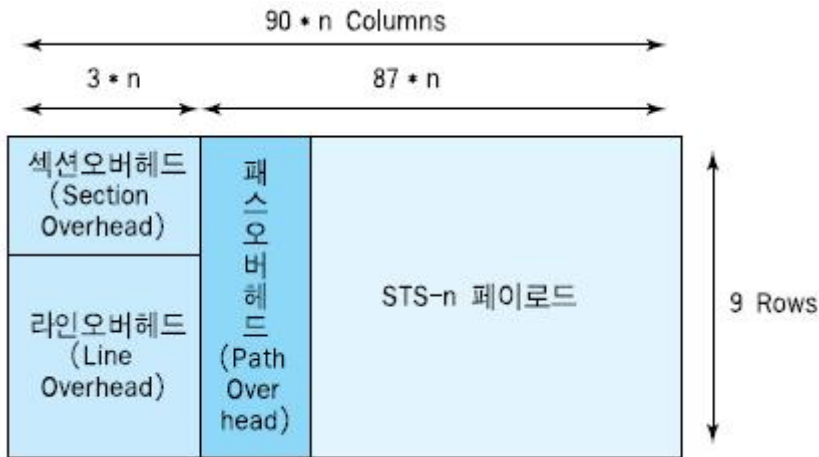 90 * n Columns
3 * n
87 * n
섹션오버헤드
(Section
Overhead)
라인오버헤드
(Line
Overhead)
패
스
오
버
헤
드
(Path
Over
head)
STS-n 페이로드
9 Rows